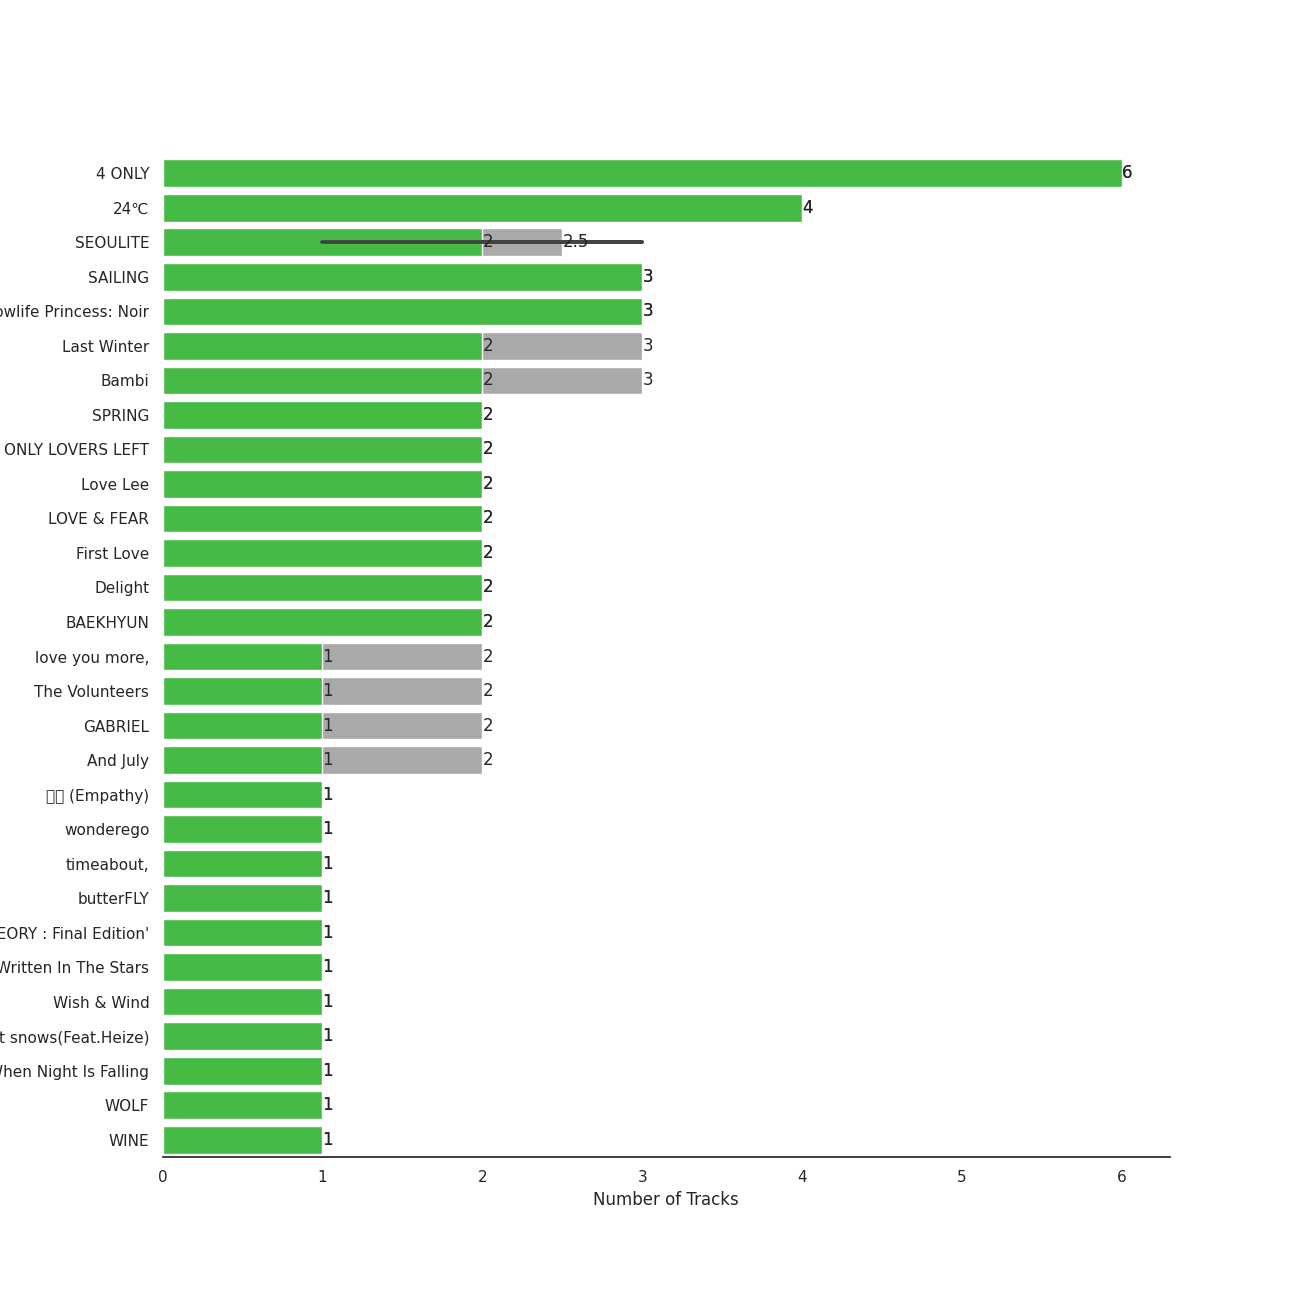 4 ONLY 6
24℃ 4
SEOULITE 2 2.5
SAILING 3
owlife Princess: Noir 3
Last Winter 2 3
Bambi 2 3
SPRING 2
ONLY LOVERS LEFT 2
Love Lee 2
LOVE & FEAR 2
First Love 2
Delight 2
BAEKHYUN 2
love you more, 1 2
The Volunteers 1 2
GABRIEL 1 2
And July 1 2
(Empathy) 1
wonderego 1
timeabout, 1
butterFLY 1
EORY : Final Edition' 1
Written In The Stars 1
Wish & Wind 1
t snows(Feat.Heize) 1
When Night Is Falling 1
WOLF 1
WINE 1
0 1 2 3 4 5 6
Number of Tracks